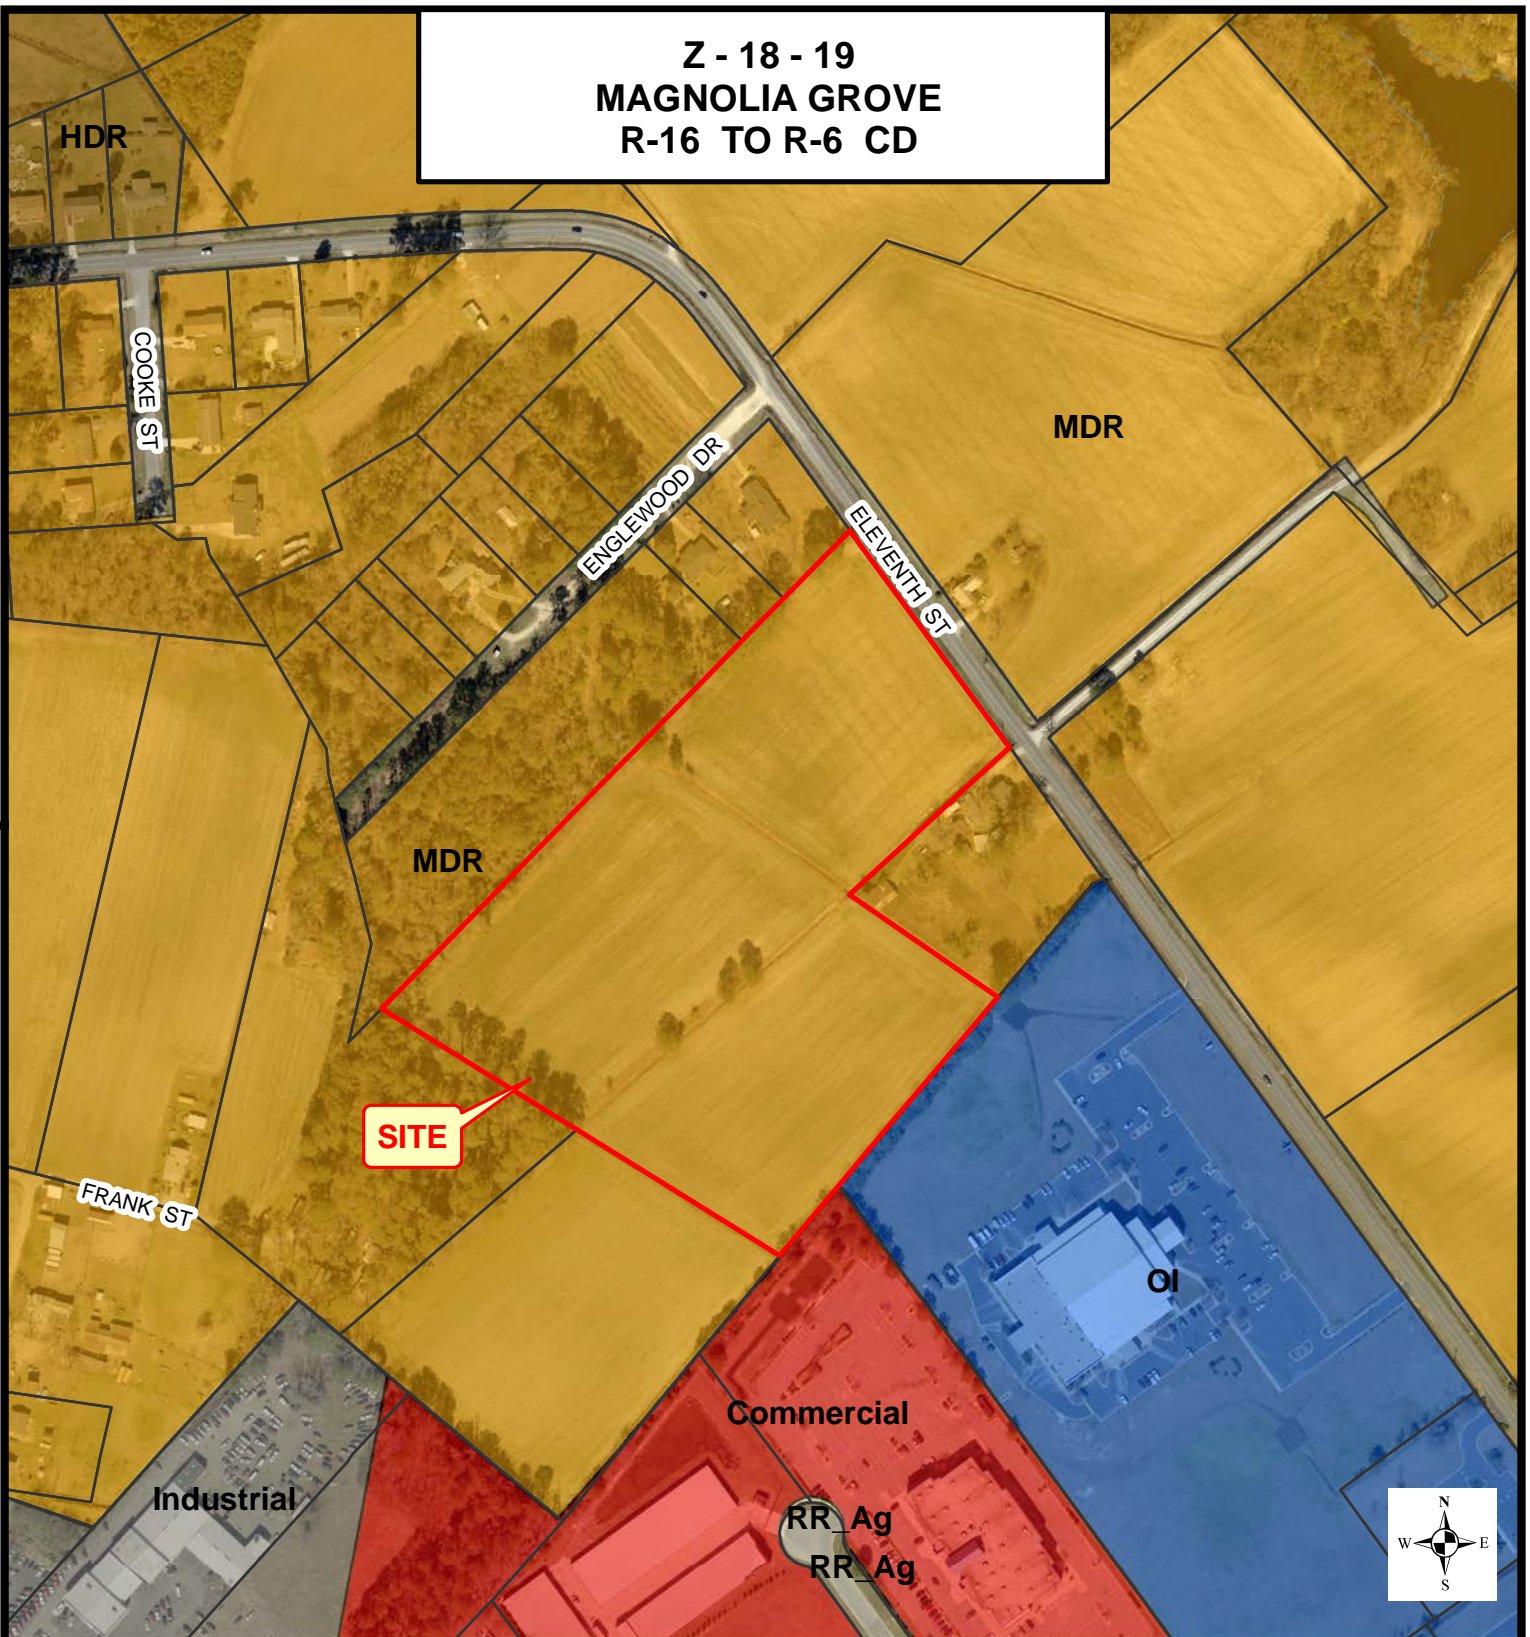 Z - 18 - 19
MAGNOLIA GROVE
R-16 TO R-6 CD
HDR
COOKE ST
MDR
ENGLEWOOD DR
ELEVENTH ST
MDR
SITE
FRANK ST
OI
Commercial
Industrial
RR_Ag
RR_Ag
N
W E
S